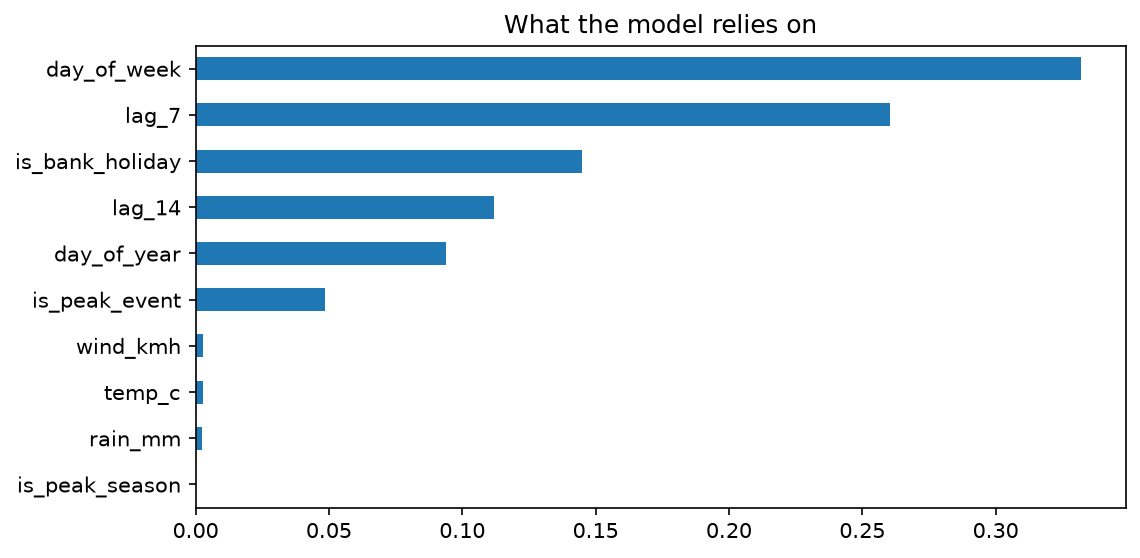 What the model relies on
day_of_week
lag_7
is_bank_holiday
lag_14
day_of_year
is_peak_event
wind_kmh
temp_c
rain_mm
is_peak_season
0.00 0.05 0.10 0.15 0.20 0.25 0.30